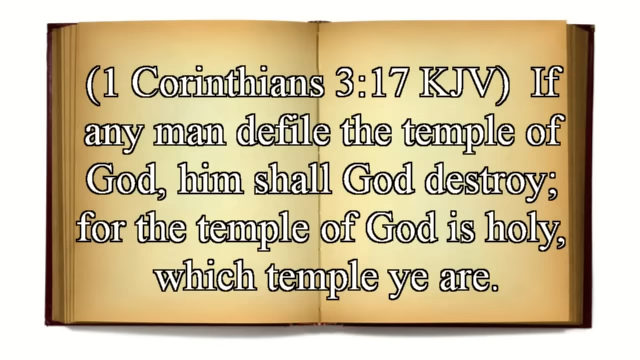 (1 Corinthians 3:17 KJV)  If
any man defile the temple of
God, him shall God destroy;
for the temple of God is holy,
which temple ye are.